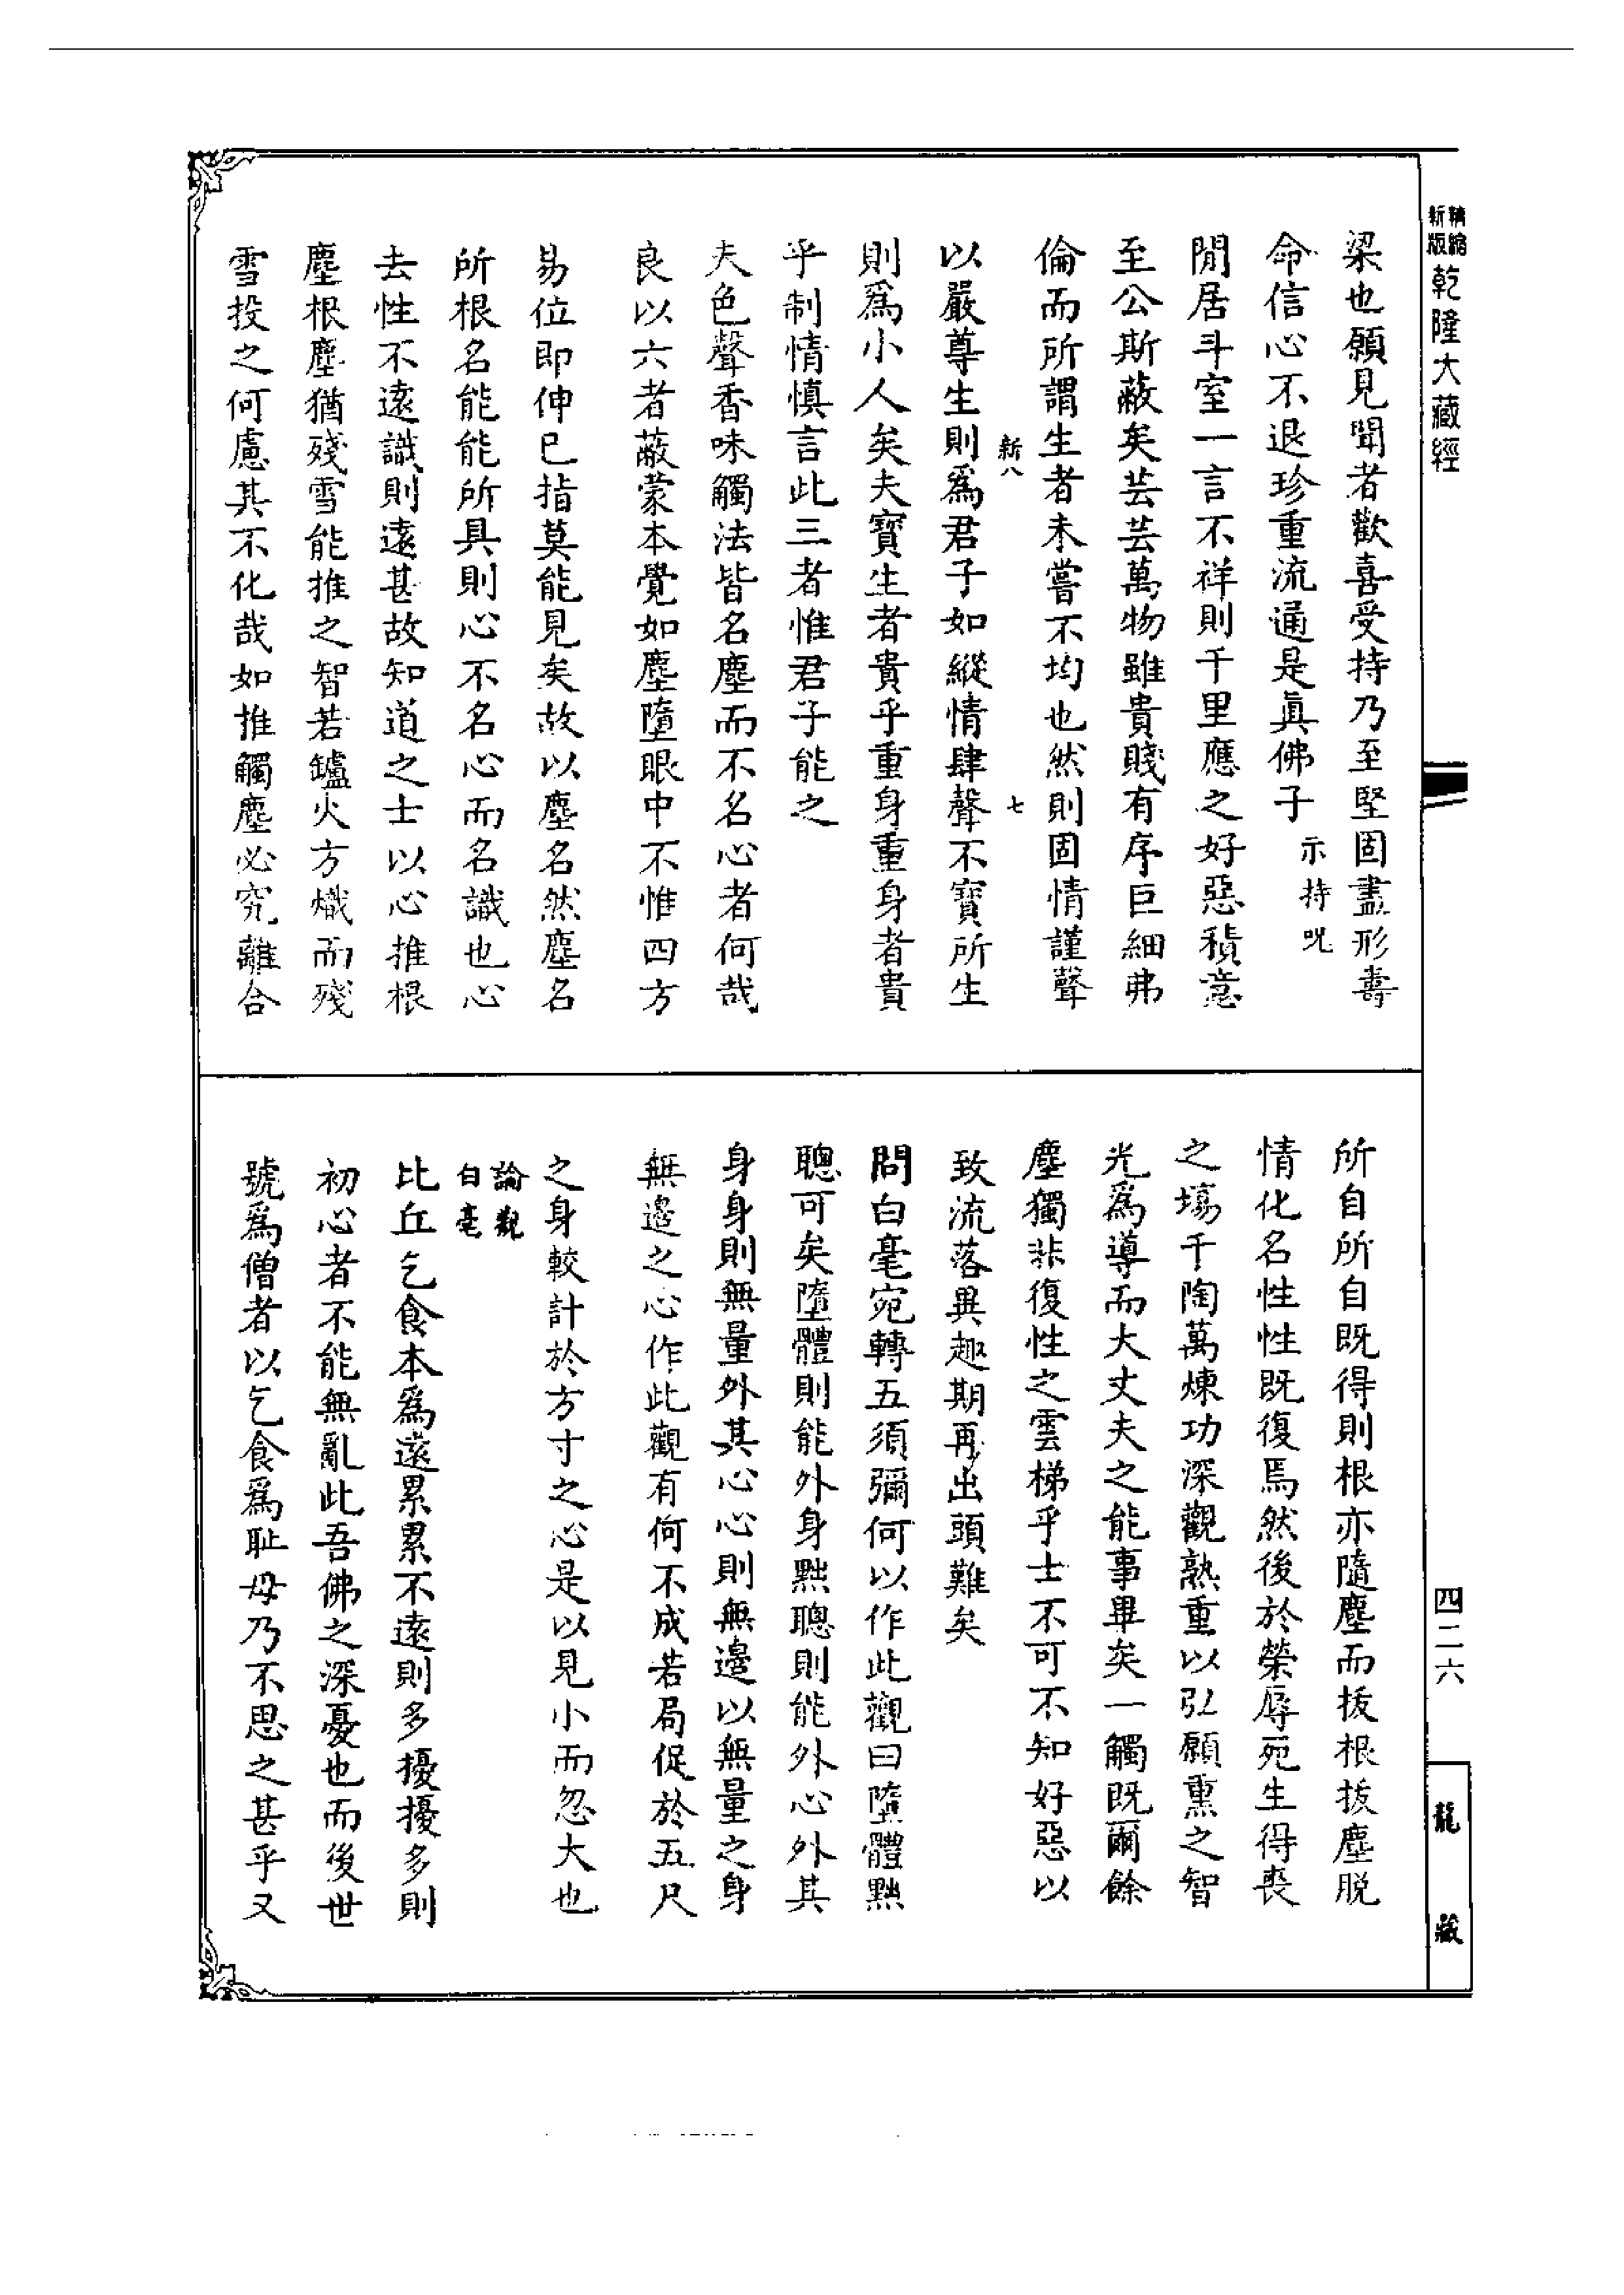 精縮新版乾隆大藏經
梁也願見聞者歡喜受持乃至堅固盡形壽
命信心不退珍重流通是眞佛子示持呪
閒居斗室一言不祥則千里應之好惡積意
至公斯蔽矣芸芸萬物雖貴賤有序巨細弗
倫而所謂生者未嘗不均也然則固情謹聲
新八 七
以嚴尊生則爲君子如縱情肆聲不寶所生
則爲小人矣夫寶生者貴乎重身重身者貴
乎制情愼言此三者惟君子能之
夫色聲香味觸法皆名塵而不名心者何哉
良以六者蔽蒙本覺如塵墮眼中不惟四方
易位即伸已指莫能見矣故以塵名然塵名
所根名能能所具則心不名心而名識也心
去性不遠識則遠甚故知道之士以心推根
塵根塵猶殘雪能推之智若鑪火方熾而殘
雪投之何慮其不化哉如推觸塵必究離合
所自所自既得則根亦隨塵而拔根拔塵脱
情化名性性既復焉然後於榮辱死生得喪
之塲千陶萬煉功深觀熟重以弘願熏之智
光爲導而大丈夫之能事畢矣一觸既爾餘
塵獨非復性之雲梯乎士不可不知好惡以
致流落異趣期再出頭難矣
問白毫宛轉五須彌何以作此觀曰墮體黜
聰可矣墮體則能外身黜聰則能外心外其
身身則無量外其心心則無邊以無量之身
無邊之心作此觀有何不成若局促於五尺
之身較計於方寸之心是以見小而忽大也
論觀白毫
比丘乞食本爲遠累累不遠則多擾擾多則
初心者不能無亂此吾佛之深憂也而後世
號爲僧者以乞食爲耻毋乃不思之甚乎又
四二六
龍藏